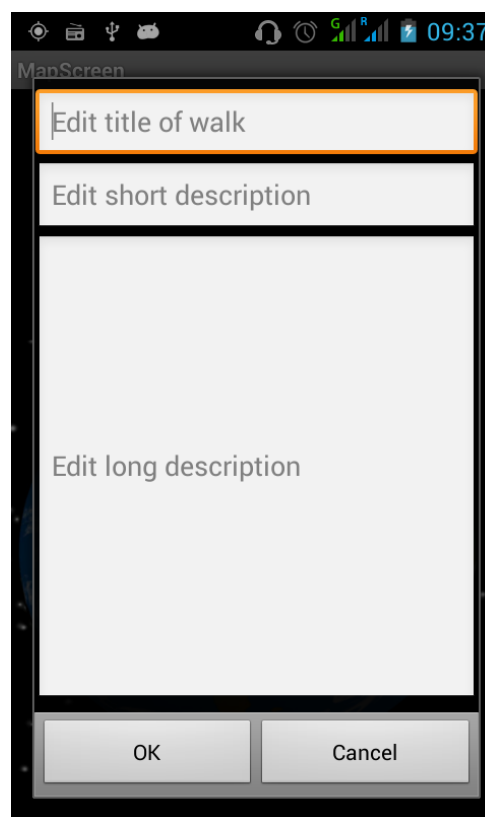 G R 09:37
MapScreen
Edit title of walk
Edit short description
Edit long description
OK Cancel